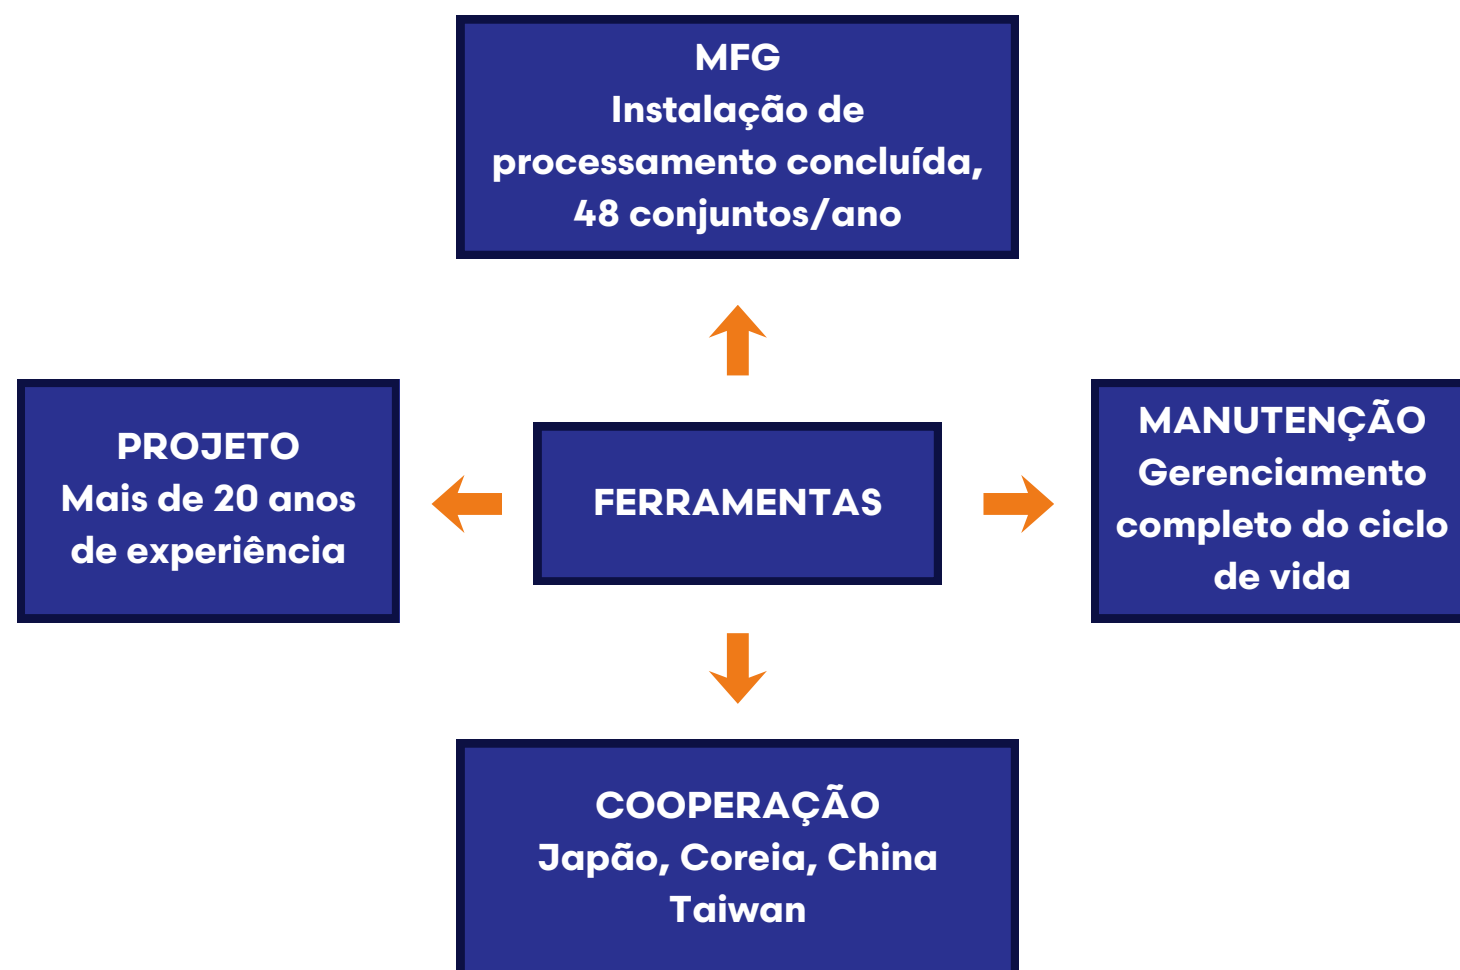 MFG
Instalação de
processamento concluída,
48 conjuntos/ano
PROJETO
Mais de 20 anos
de experiência
FERRAMENTAS
MANUTENÇÃO
Gerenciamento
completo do ciclo
de vida
COOPERAÇÃO
Japão, Coreia, China
Taiwan